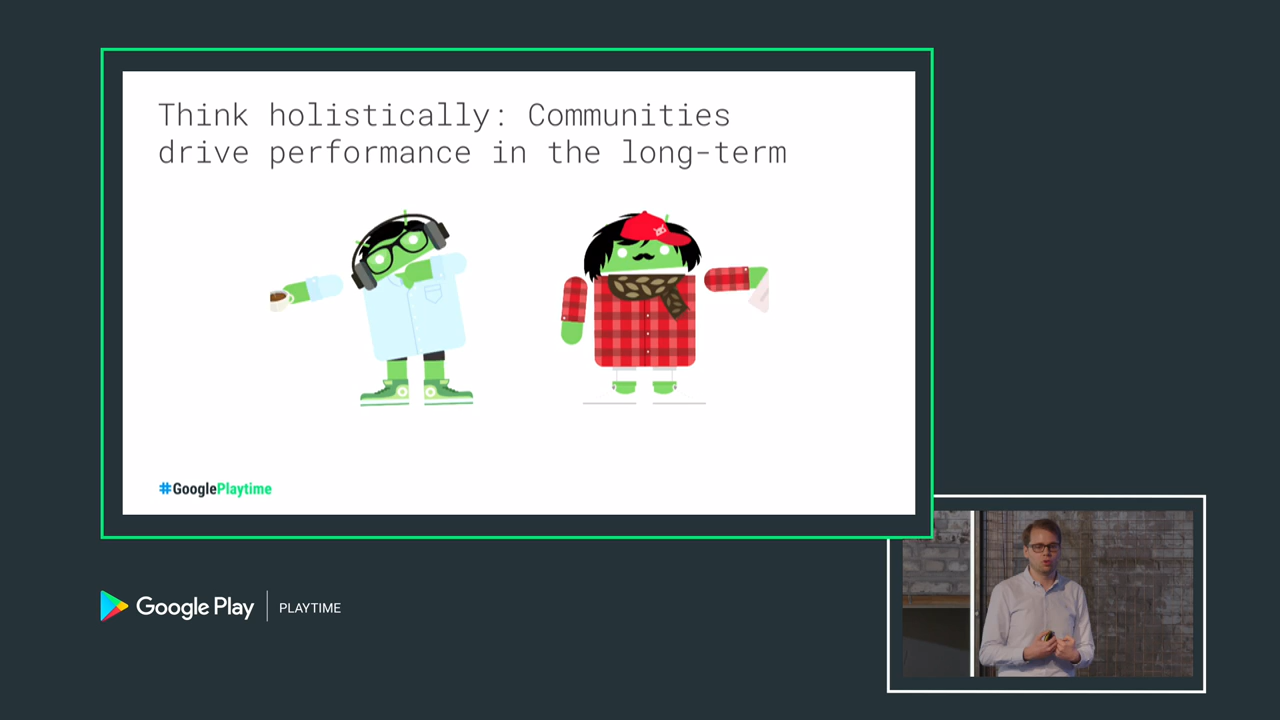 Think holistically: Communities
drive performance in the long-term
#GooglePlaytime
Google Play | PLAYTIME